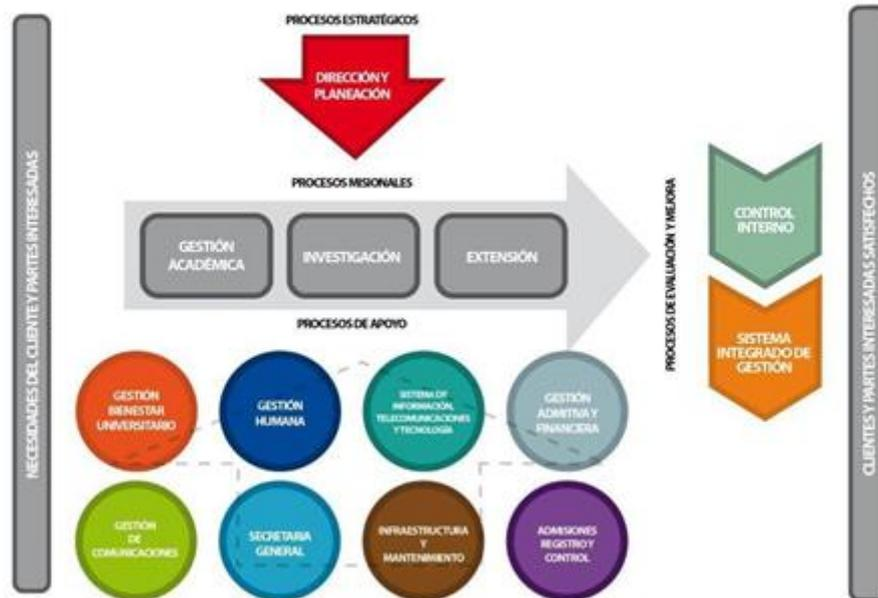 PROCESOS ESTRATÉGICOS
DIRECCIÓN Y
PLANEACIÓN
NECESIDADES DEL CLIENTE Y PARTES INTERESADAS
PROCESOS MISIONALES
GESTIÓN
ACADÉMICA
INVESTIGACIÓN
EXTENSIÓN
PROCESOS DE APOYO
GESTIÓN
BIENESTAR
UNIVERSITARIO
GESTIÓN
HUMANA
SISTEMA DE
INFORMACIÓN,
TELECOMUNICACIONES
Y TECNOLOGÍA
GESTIÓN
ADMITIVA Y
FINANCIERA
GESTIÓN
DE
COMUNICACIONES
SECRETARIA
GENERAL
INFRAESTRUCTURA
Y
MANTENIMIENTO
ADMISIONES
REGISTRO Y
CONTROL
PROCESOS DE EVALUACIÓN Y MEJORA
CONTROL
INTERNO
SISTEMA
INTEGRADO DE
GESTIÓN
CLIENTES Y PARTES INTERESADAS SATISFECHOS